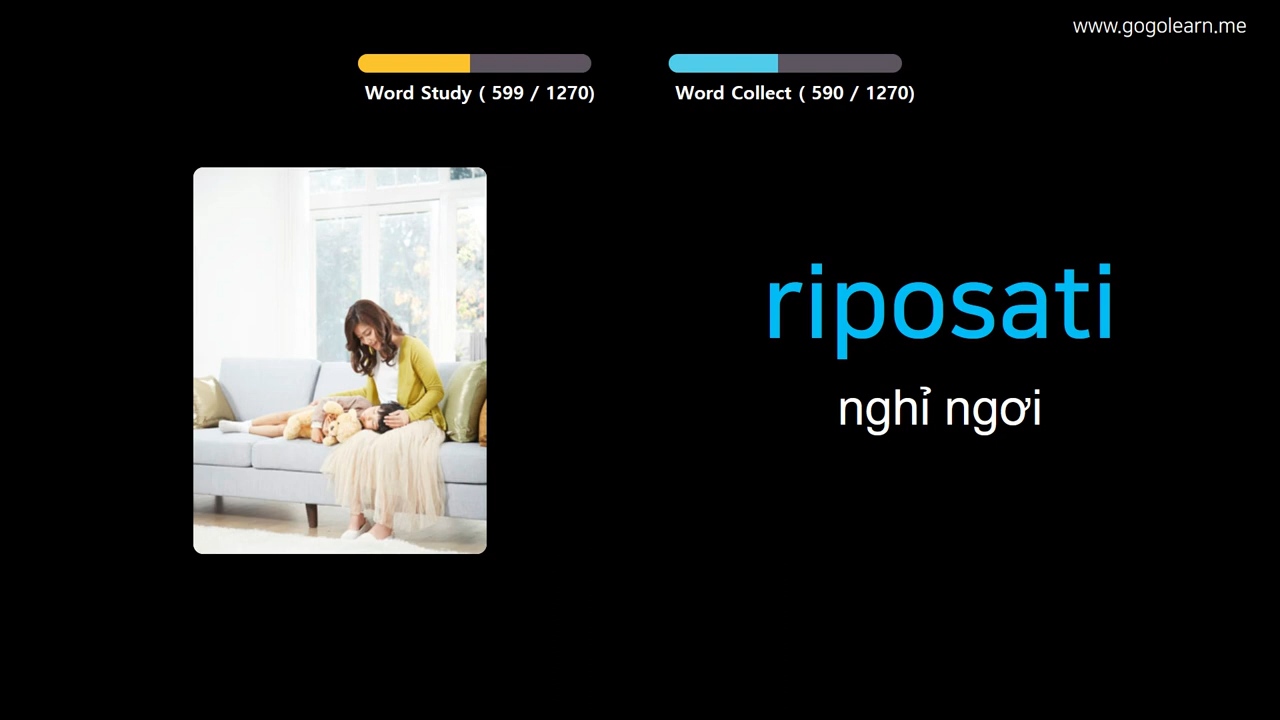 www.gogolearn.me
Word Study ( 599 / 1270)
Word Collect ( 590 / 1270)
riposati
nghỉ ngơi